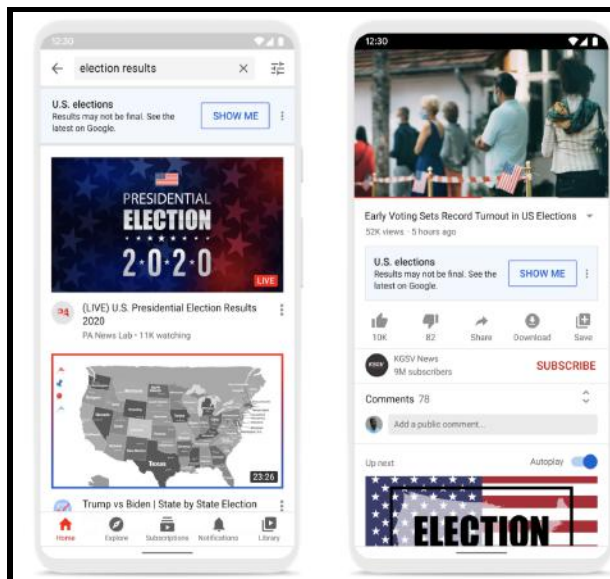 12:30
election results
U.S. elections
Results may not be final. See the
latest on Google.
SHOW ME
PRESIDENTIAL
ELECTION
2·0·2·0
LIVE
PA
(LIVE) U.S. Presidential Election Results
2020
PA News Lab • 11K watching
TEXAS
23:26
Trump vs Biden | State by State Election
Home
Explore
Subscriptions
Notifications
Library
12:30
Early Voting Sets Record Turnout in US Elections
52K views • 5 hours ago
U.S. elections
Results may not be final. See the
latest on Google.
SHOW ME
10K
82
Share
Download
Save
KGSV
KGSV News
9M subscribers
SUBSCRIBE
Comments 78
Add a public comment...
Up next
Autoplay
ELECTION